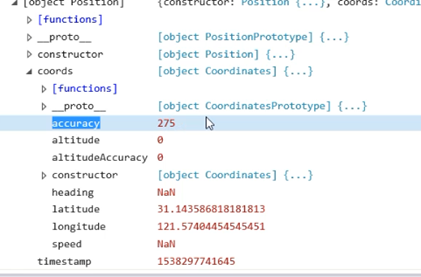 [object Position] {constructor: Position {...}, coords: Coordi
[functions]
__proto__ [object PositionPrototype] {...}
constructor [object Position] {...}
coords [object Coordinates] {...}
[functions]
__proto__ [object CoordinatesPrototype] {...}
accuracy 275
altitude 0
altitudeAccuracy 0
constructor [object Coordinates] {...}
heading NaN
latitude 31.143586818181813
longitude 121.57404454545451
speed NaN
timestamp 1538297741645